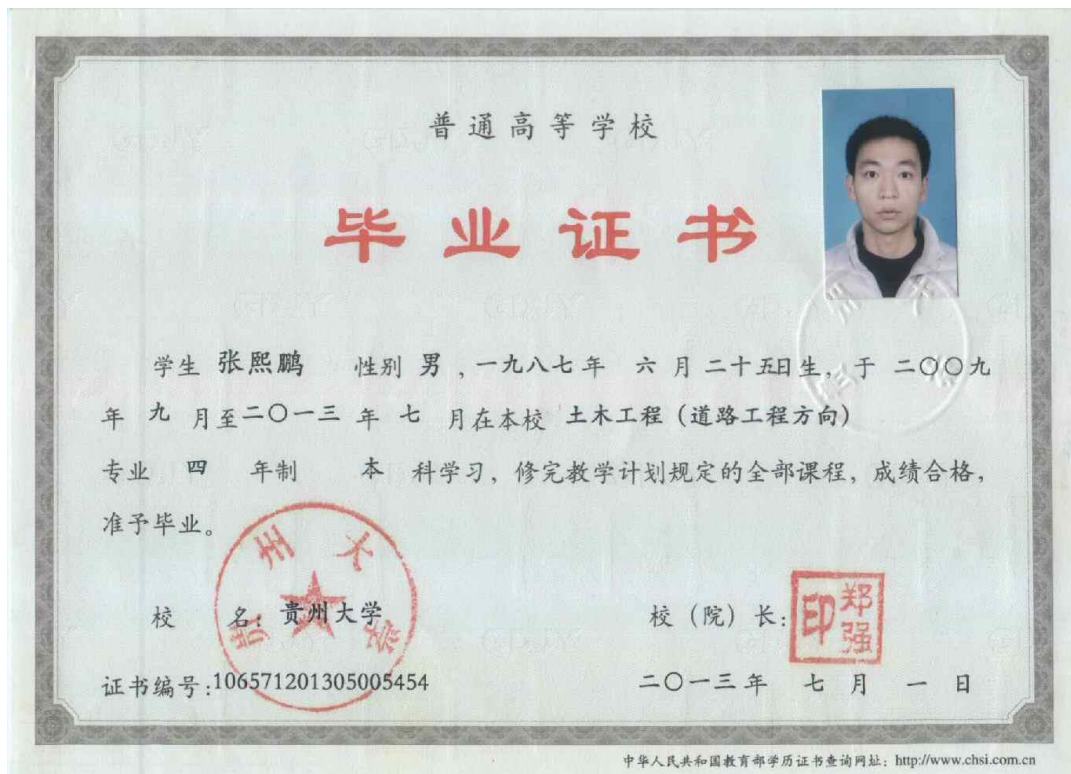 普通高等学校
毕业证书
学生 张熙鹏 性别 男 ,一九八七年 六 月 二十五日生, 于 二〇〇九
年 九 月至二〇一三 年 七 月在本校 土木工程（道路工程方向）
专业 四 年制 本 科学习，修完教学计划规定的全部课程，成绩合格，
准予毕业。
贵州大学
校 名：贵州大学 校（院）长：
郑强印
证书编号:106571201305005454 二〇一三年 七 月 一 日
中华人民共和国教育部学历证书查询网址：http://www.chsi.com.cn